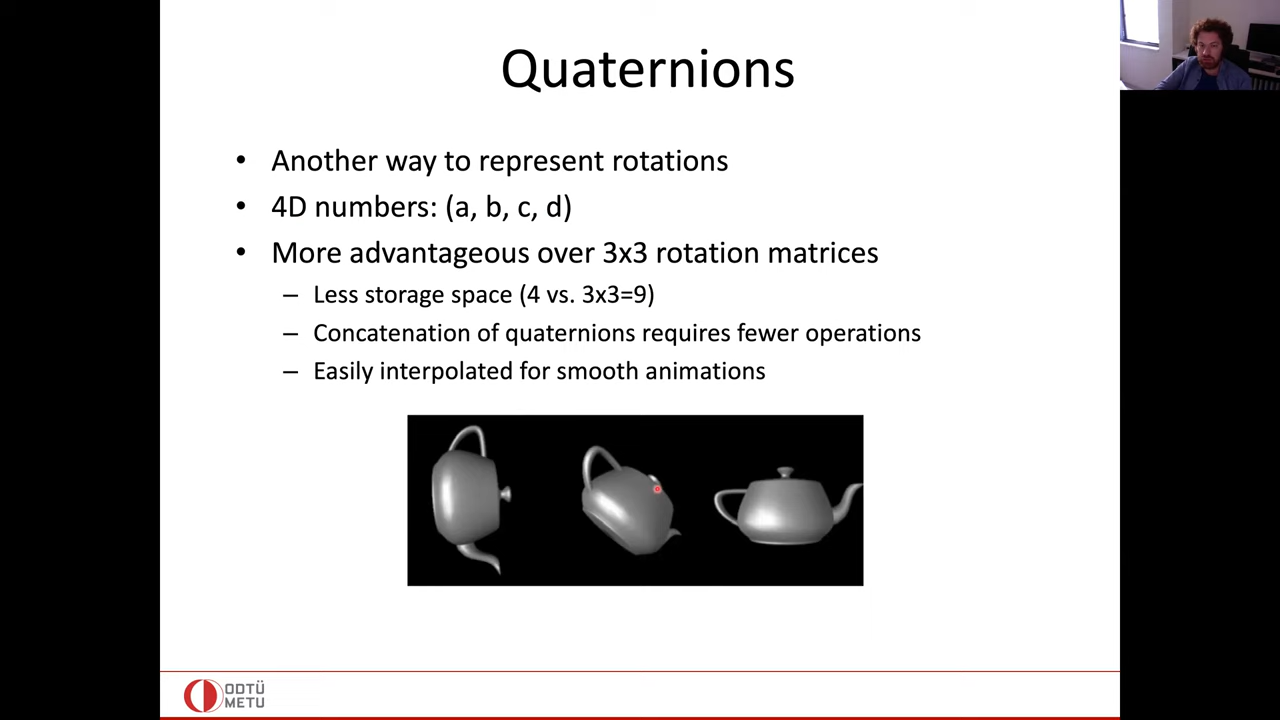 Quaternions
• Another way to represent rotations
• 4D numbers: (a, b, c, d)
• More advantageous over 3x3 rotation matrices
– Less storage space (4 vs. 3x3=9)
– Concatenation of quaternions requires fewer operations
– Easily interpolated for smooth animations
ODTÜ
METU